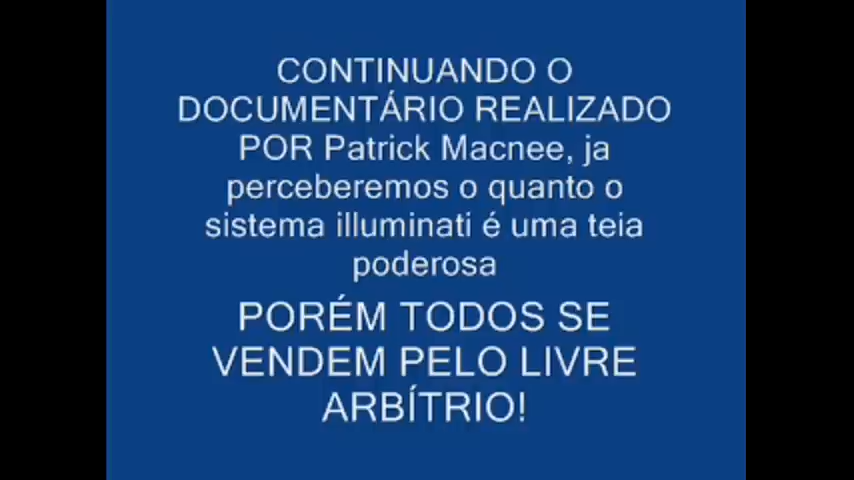 CONTINUANDO O
DOCUMENTÁRIO REALIZADO
POR Patrick Macnee, ja
perceberemos o quanto o
sistema illuminati é uma teia
poderosa
PORÉM TODOS SE
VENDEM PELO LIVRE
ARBÍTRIO!